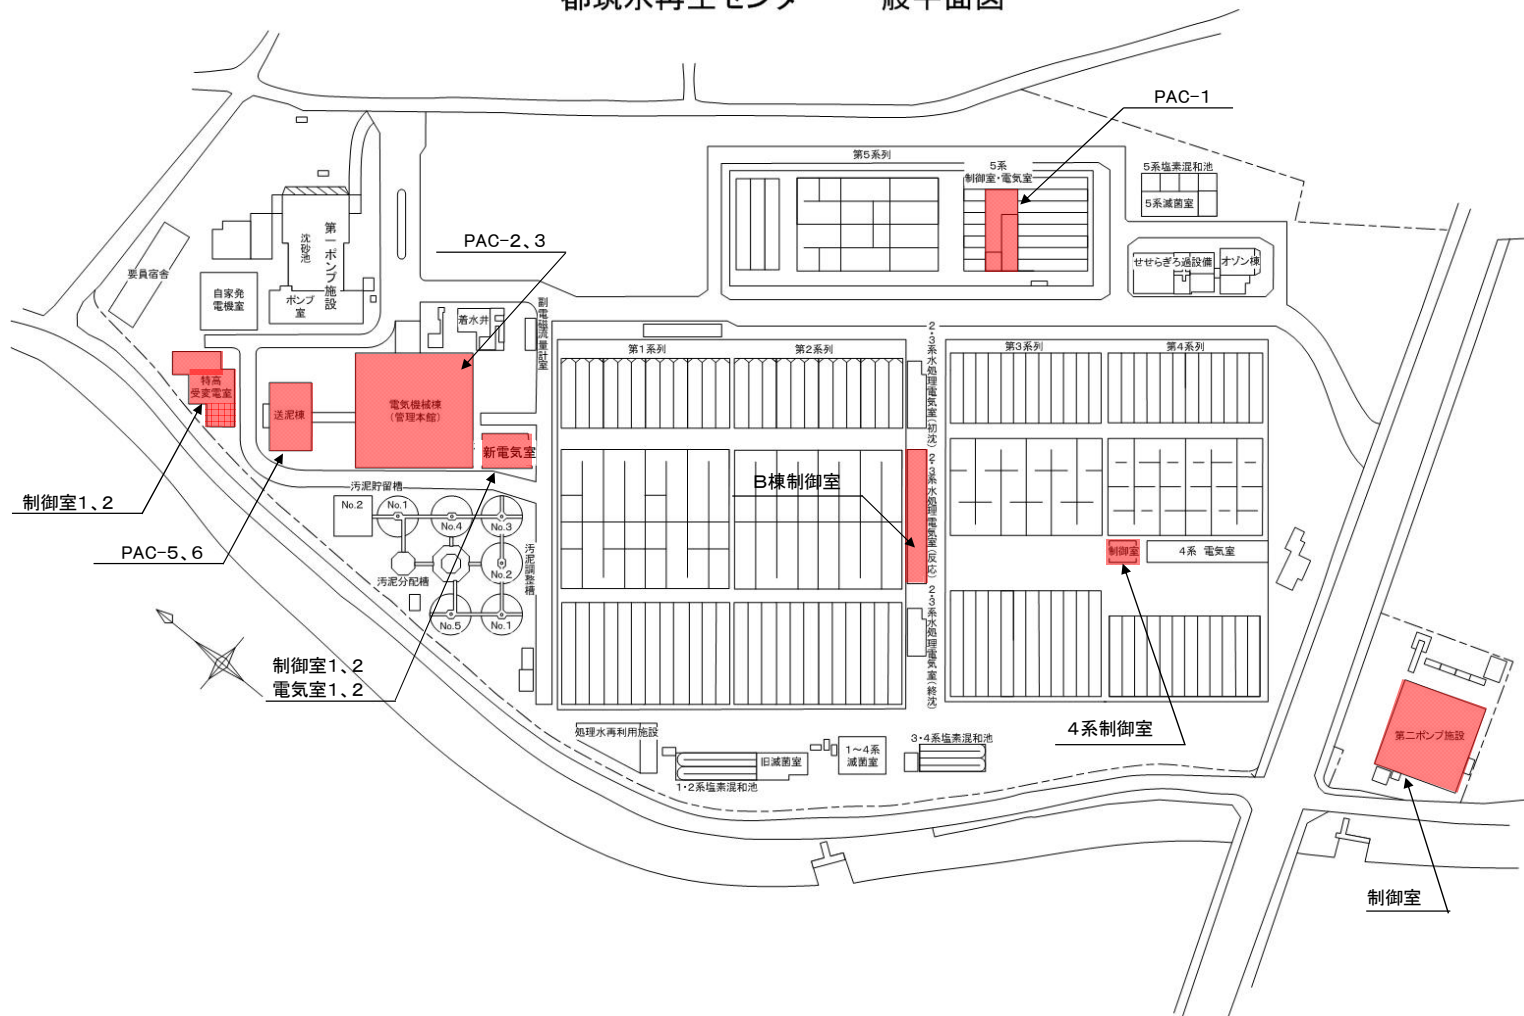 都筑水再生センター 一般平面図
PAC-1
第5系列
5系
制御室・電気室
5系塩素混和池
5系滅菌室
せせらぎろ過設備
オゾン棟
PAC-2、3
第一ポンプ施設
沈砂池
ポンプ
室
要員宿舎
自家発
電機室
着水井
副電磁流量計室
特高
受変電室
送泥棟
電気機械棟
(管理本館)
新電気室
制御室1、2
PAC-5、6
汚泥貯留槽
No.2
No.1
No.4
No.3
No.2
汚泥分配槽
No.5
No.1
汚泥調整槽
制御室1、2
電気室1、2
第1系列
第2系列
2・3系水処理電気室(初沈)
2・3系水処理電気室(反応)
2・3系水処理電気室(終沈)
B棟制御室
第3系列
第4系列
制御室
4系 電気室
4系制御室
処理水再利用施設
旧滅菌室
1・2系塩素混和池
1~4系
滅菌室
3・4系塩素混和池
第二ポンプ施設
制御室